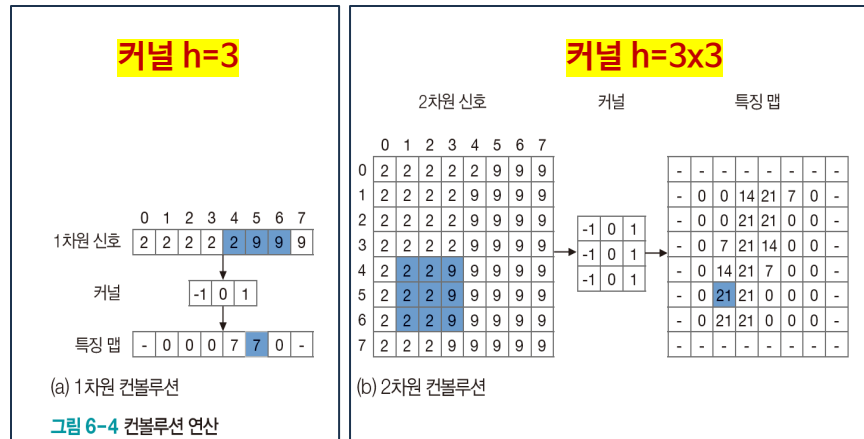 커널 h=3
0 1 2 3 4 5 6 7
1차원 신호 2 2 2 2 2 9 9 9
커널 -1 0 1
특징 맵 - 0 0 0 7 7 0 -
(a) 1차원 컨볼루션
그림 6-4 컨볼루션 연산
커널 h=3x3
2차원 신호 커널 특징 맵
0 1 2 3 4 5 6 7
0 2 2 2 2 2 9 9 9
1 2 2 2 2 9 9 9 9
2 2 2 2 2 9 9 9 9
3 2 2 2 2 9 9 9 9
4 2 2 2 9 9 9 9 9
5 2 2 2 9 9 9 9 9
6 2 2 2 9 9 9 9 9
7 2 2 2 9 9 9 9 9
-1 0 1
-1 0 1
-1 0 1
- - - - - - - -
- 0 0 14 21 7 0 -
- 0 0 21 21 0 0 -
- 0 7 21 14 0 0 -
- 0 14 21 7 0 0 -
- 0 21 21 0 0 0 -
- 0 21 21 0 0 0 -
- - - - - - - -
(b) 2차원 컨볼루션